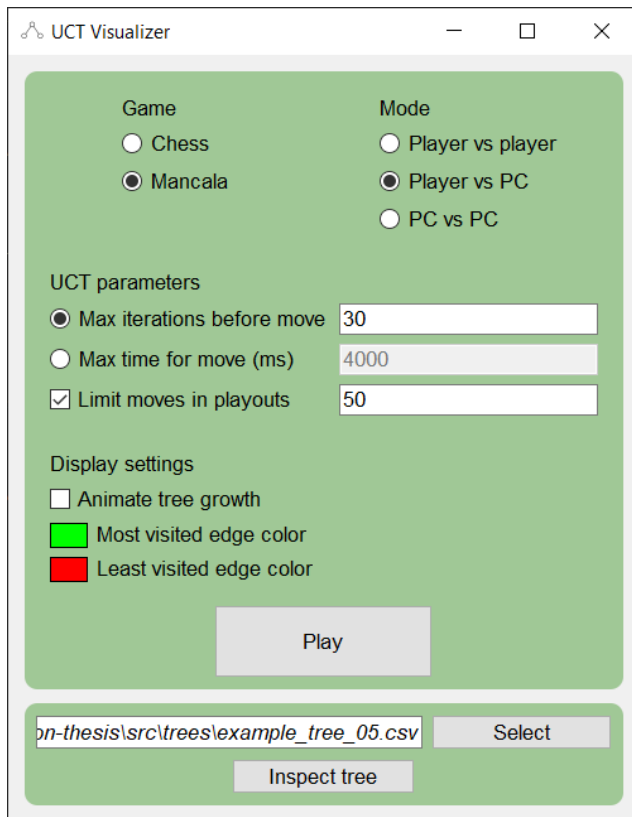 UCT Visualizer
Game
Chess
Mancala
Mode
Player vs player
Player vs PC
PC vs PC
UCT parameters
Max iterations before move 30
Max time for move (ms) 4000
Limit moves in playouts 50
Display settings
Animate tree growth
Most visited edge color
Least visited edge color
Play
on-thesis\src\trees\example_tree_05.csv Select
Inspect tree